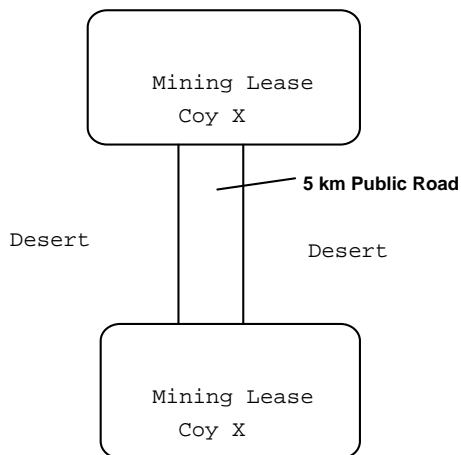 Mining Lease
Coy X
5 km Public Road
Desert
Desert
Mining Lease
Coy X